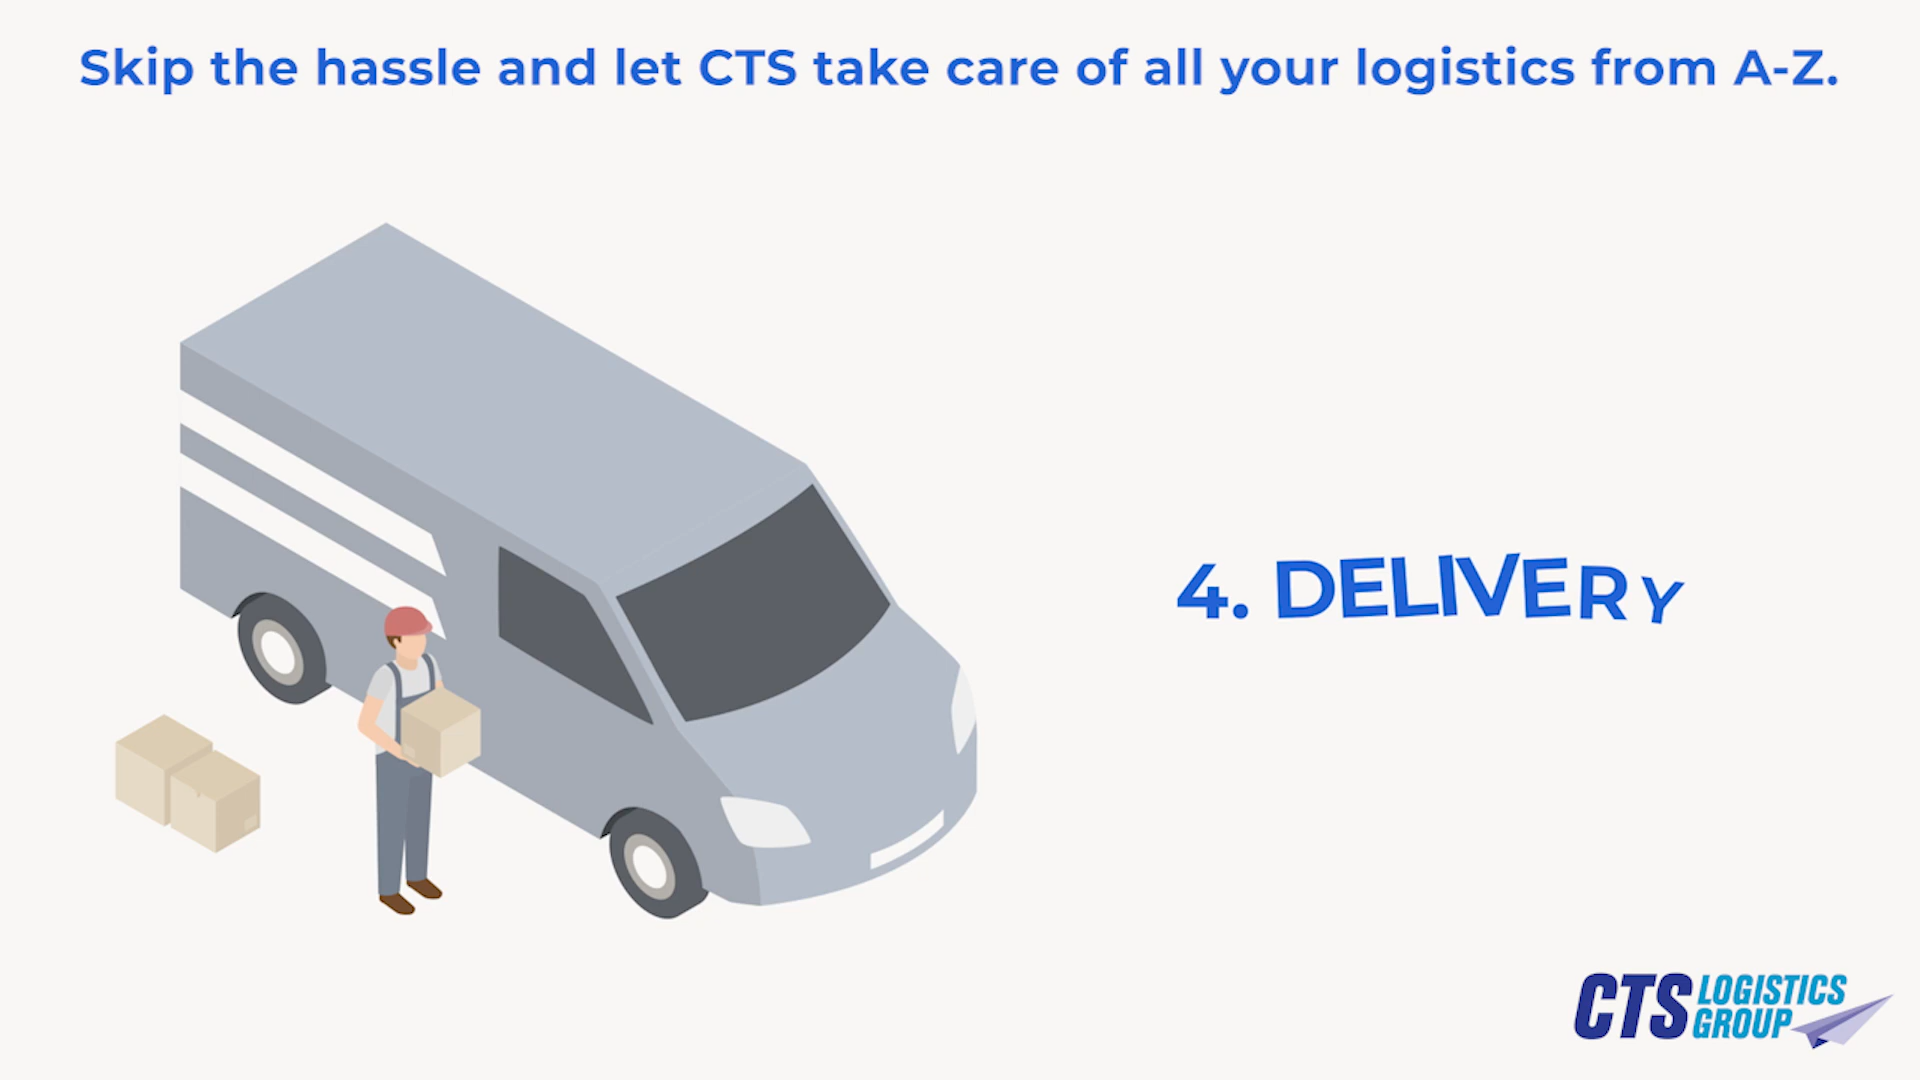 Skip the hassle and let CTS take care of all your logistics from A-Z.
4. DELIVERY
CTS LOGISTICS
GROUP